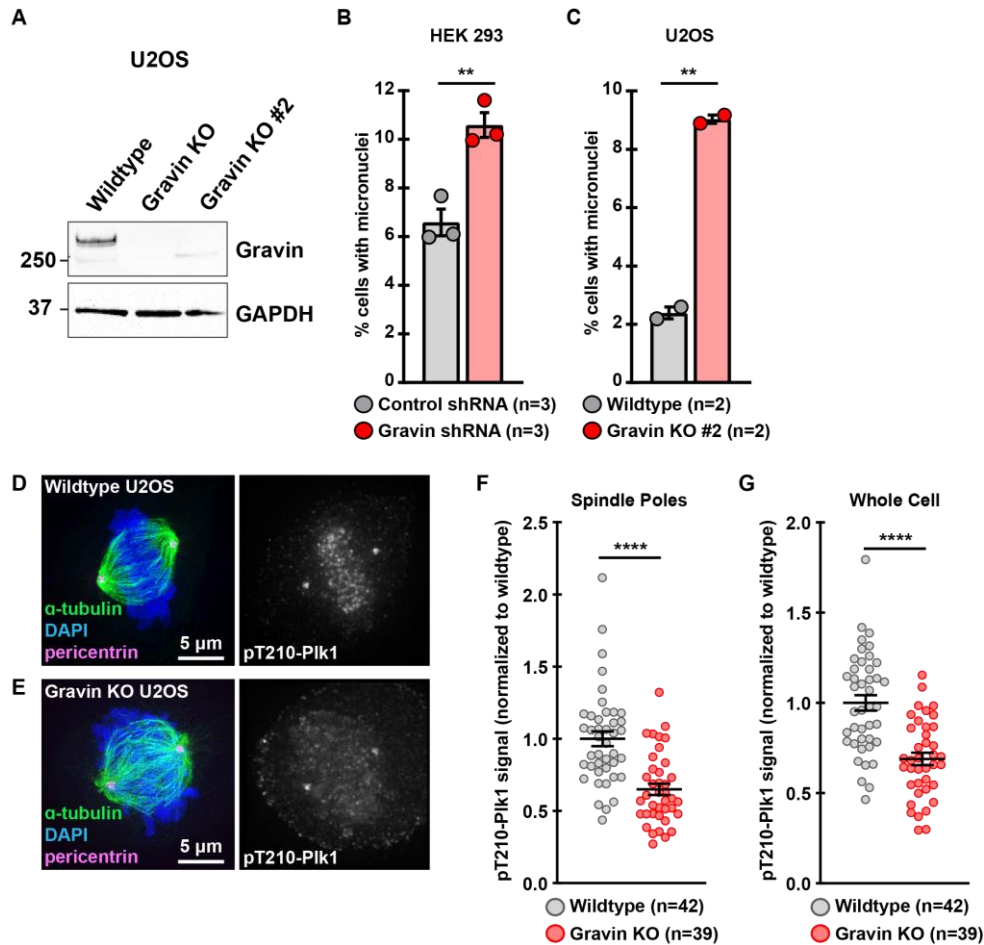 A
U2OS
Wildtype
Gravin KO
Gravin KO #2
250
Gravin
37
GAPDH
B
HEK 293
**
% cells with micronuclei
12
10
8
6
4
2
0
Control shRNA (n=3)
Gravin shRNA (n=3)
C
U2OS
**
% cells with micronuclei
10
8
6
4
2
0
Wildtype (n=2)
Gravin KO #2 (n=2)
D
Wildtype U2OS
α-tubulin
DAPI
pericentrin
5 µm
pT210-Plk1
E
Gravin KO U2OS
α-tubulin
DAPI
pericentrin
5 µm
pT210-Plk1
F
Spindle Poles
****
pT210-Plk1 signal (normalized to wildtype)
2.5
2.0
1.5
1.0
0.5
0.0
Wildtype (n=42)
Gravin KO (n=39)
G
Whole Cell
****
pT210-Plk1 signal (normalized to wildtype)
2.0
1.5
1.0
0.5
0.0
Wildtype (n=42)
Gravin KO (n=39)